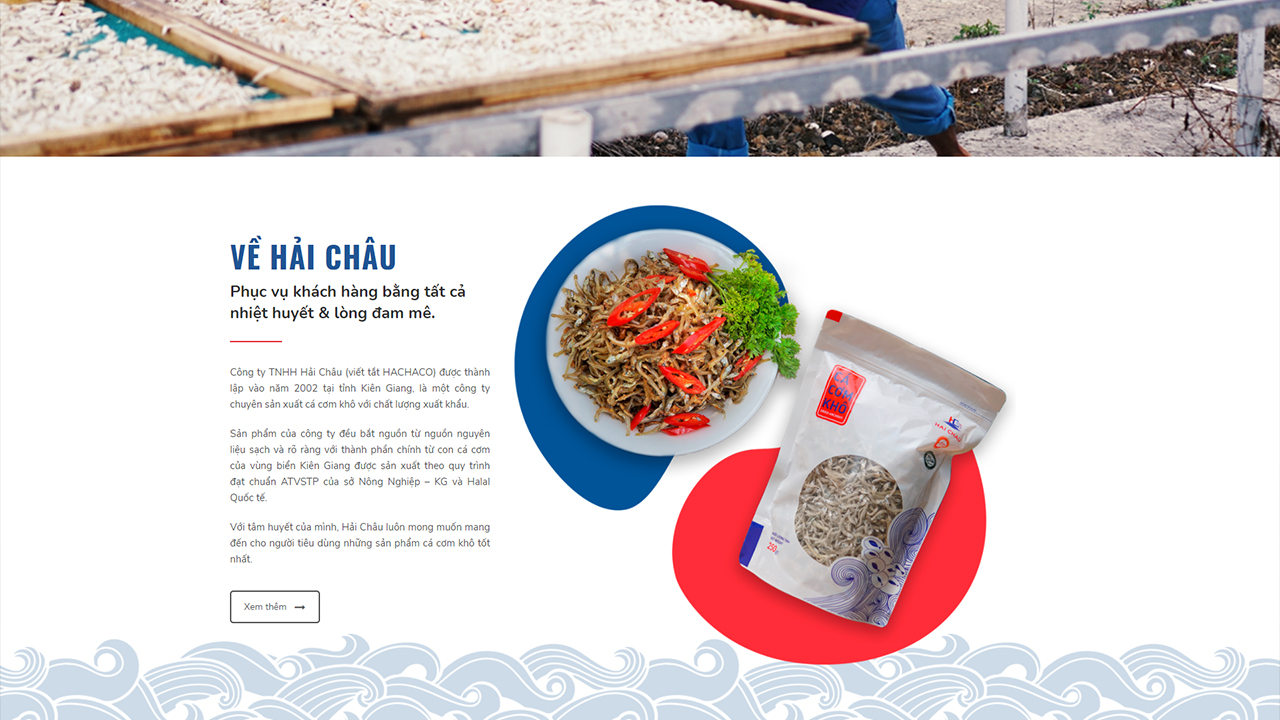 VỀ HẢI CHÂU
Phục vụ khách hàng bằng tất cả
nhiệt huyết & lòng đam mê.
Công ty TNHH Hải Châu (viết tắt HACHACO) được thành
lập vào năm 2002 tại tỉnh Kiên Giang, là một công ty
chuyên sản xuất cá cơm khô với chất lượng xuất khẩu.
Sản phẩm của công ty đều bắt nguồn từ nguồn nguyên
liệu sạch và rõ ràng với thành phần chính từ con cá cơm
của vùng biển Kiên Giang được sản xuất theo quy trình
đạt chuẩn ATVSTP của sở Nông Nghiệp – KG và Halal
Quốc tế.
Với tâm huyết của mình, Hải Châu luôn mong muốn mang
đến cho người tiêu dùng những sản phẩm cá cơm khô tốt
nhất.
Xem thêm
CÁ
CƠM
KHÔ
HAI CHAU
250g